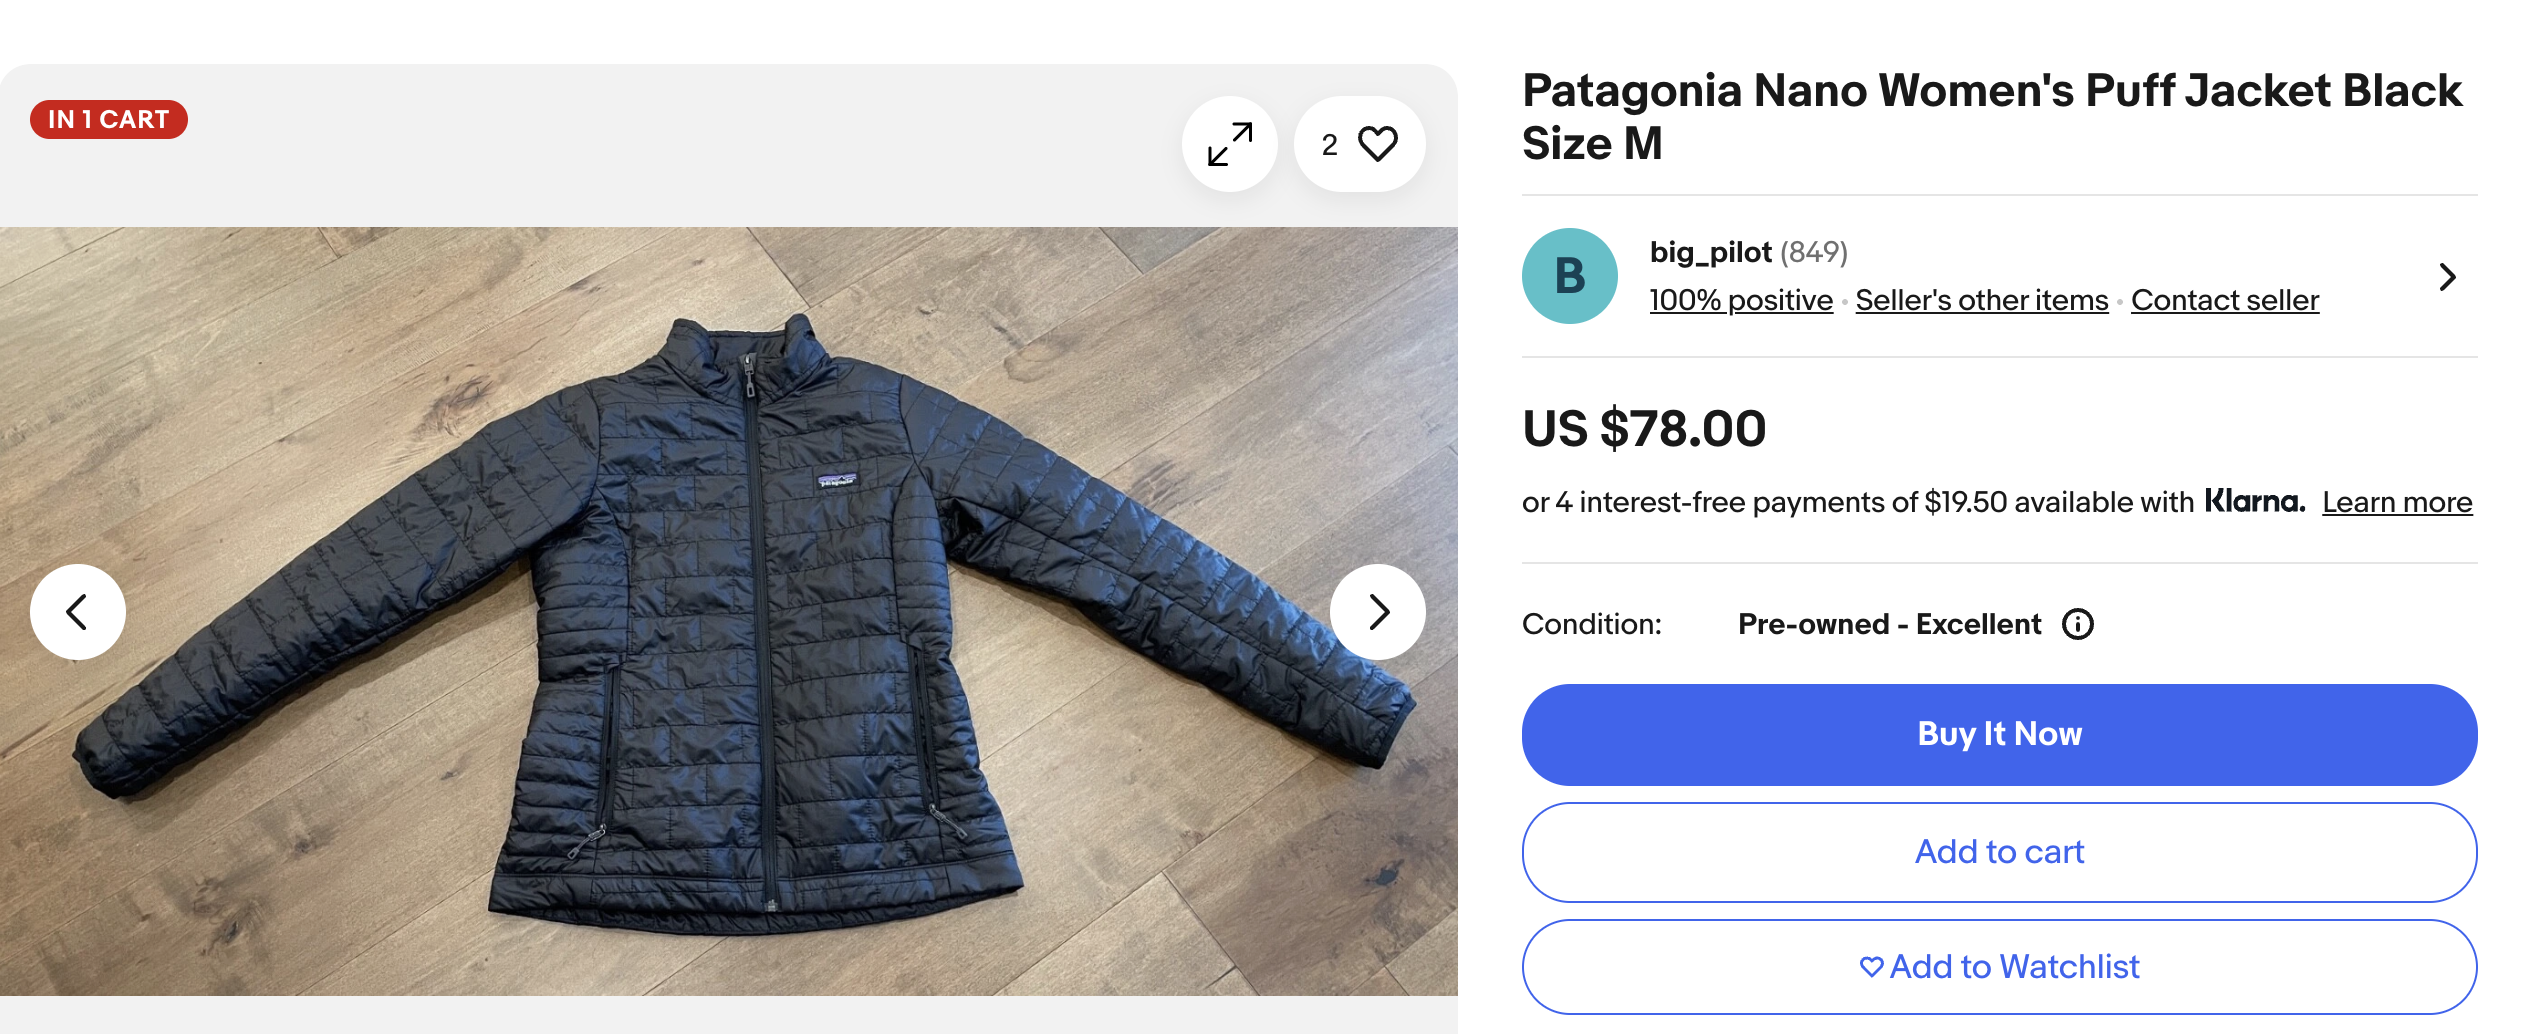 IN 1 CART
2
Patagonia Nano Women's Puff Jacket Black
Size M
B
big_pilot (849)
100% positive • Seller's other items • Contact seller
US $78.00
or 4 interest-free payments of $19.50 available with Klarna. Learn more
Condition: Pre-owned - Excellent
Buy It Now
Add to cart
Add to Watchlist
patagonia